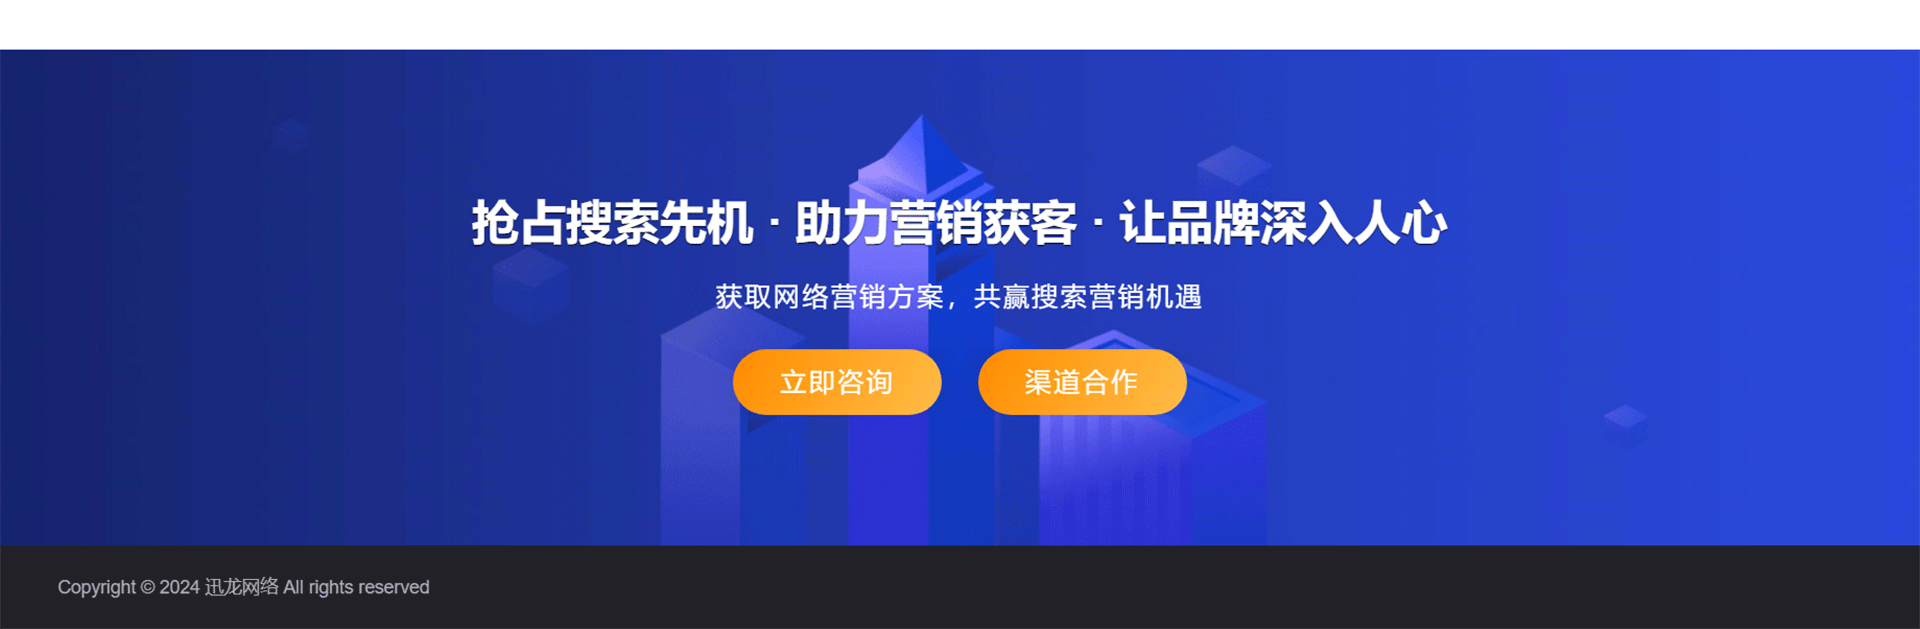 抢占搜索先机 · 助力营销获客 · 让品牌深入人心
获取网络营销方案，共赢搜索营销机遇
立即咨询
渠道合作
Copyright © 2024 迅龙网络 All rights reserved